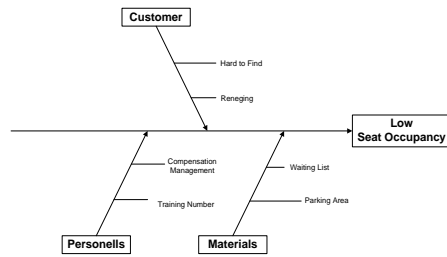 Customer
Hard to Find
Reneging
Low
Seat Occupancy
Compensation
Management
Waiting List
Training Number
Parking Area
Personells
Materials